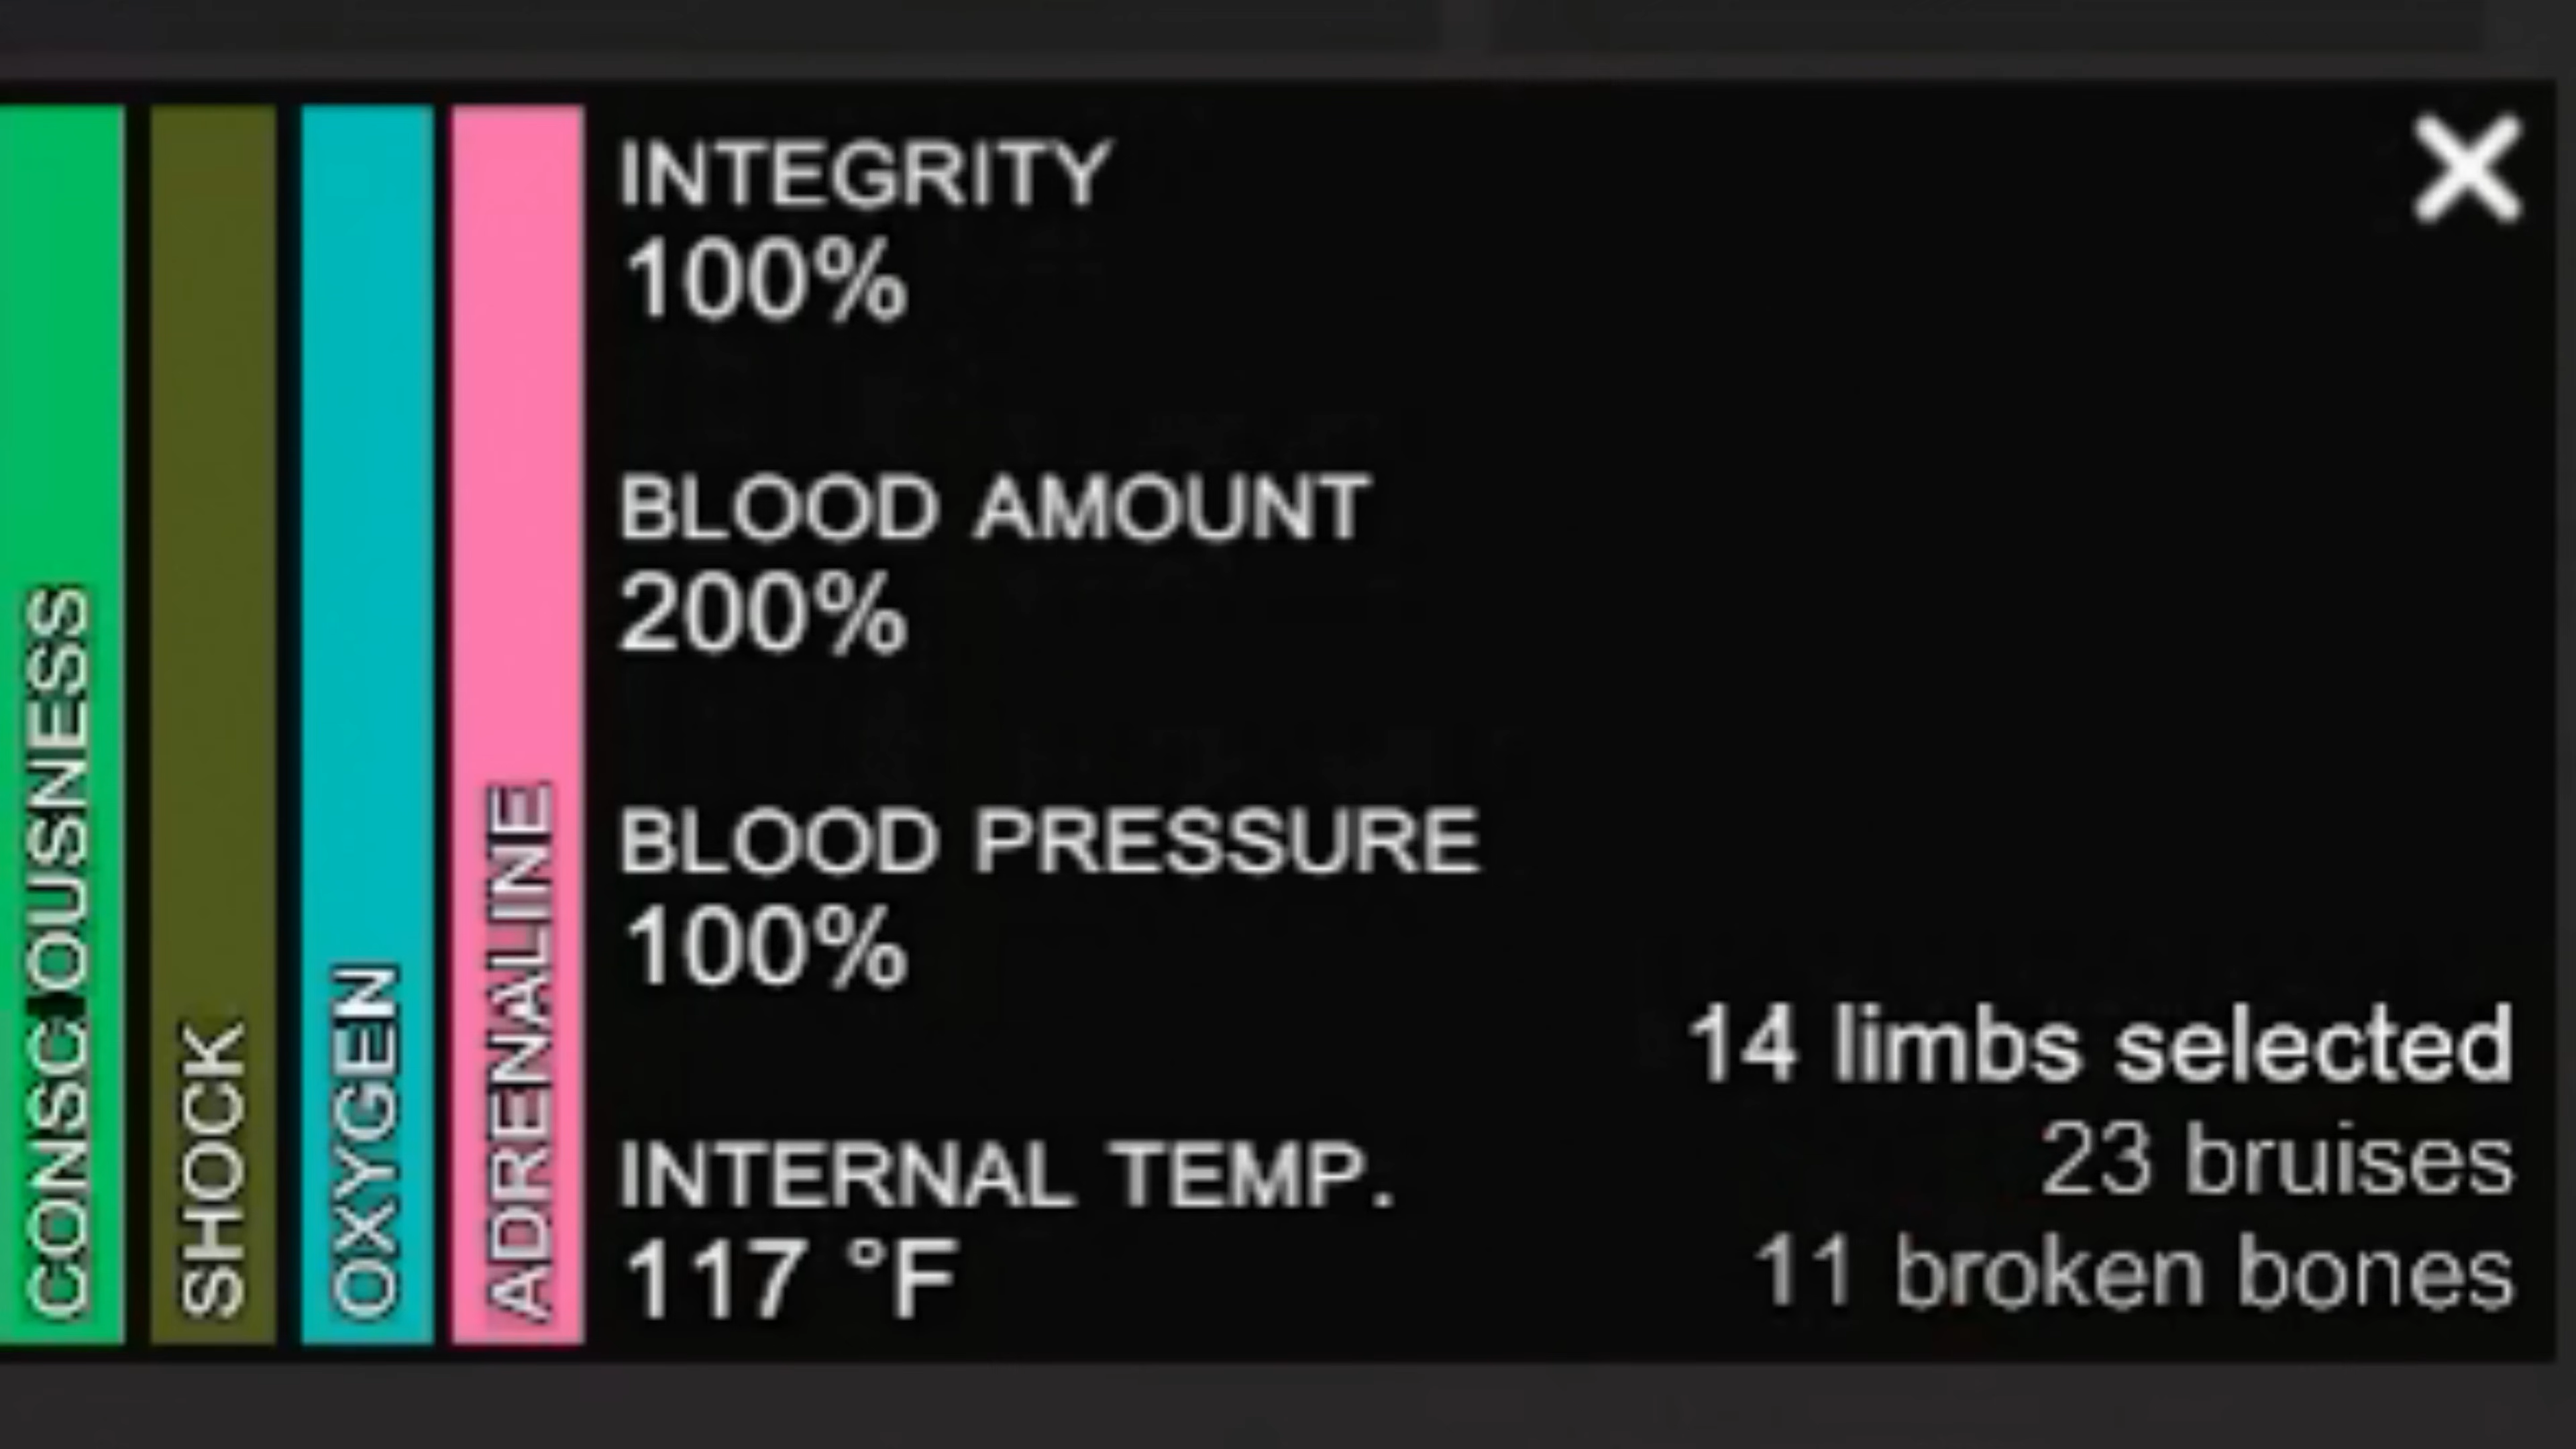 CONSCIOUSNESS
SHOCK
OXYGEN
ADRENALINE
INTEGRITY
100%
BLOOD AMOUNT
200%
BLOOD PRESSURE
100%
INTERNAL TEMP.
117 °F
14 limbs selected
23 bruises
11 broken bones